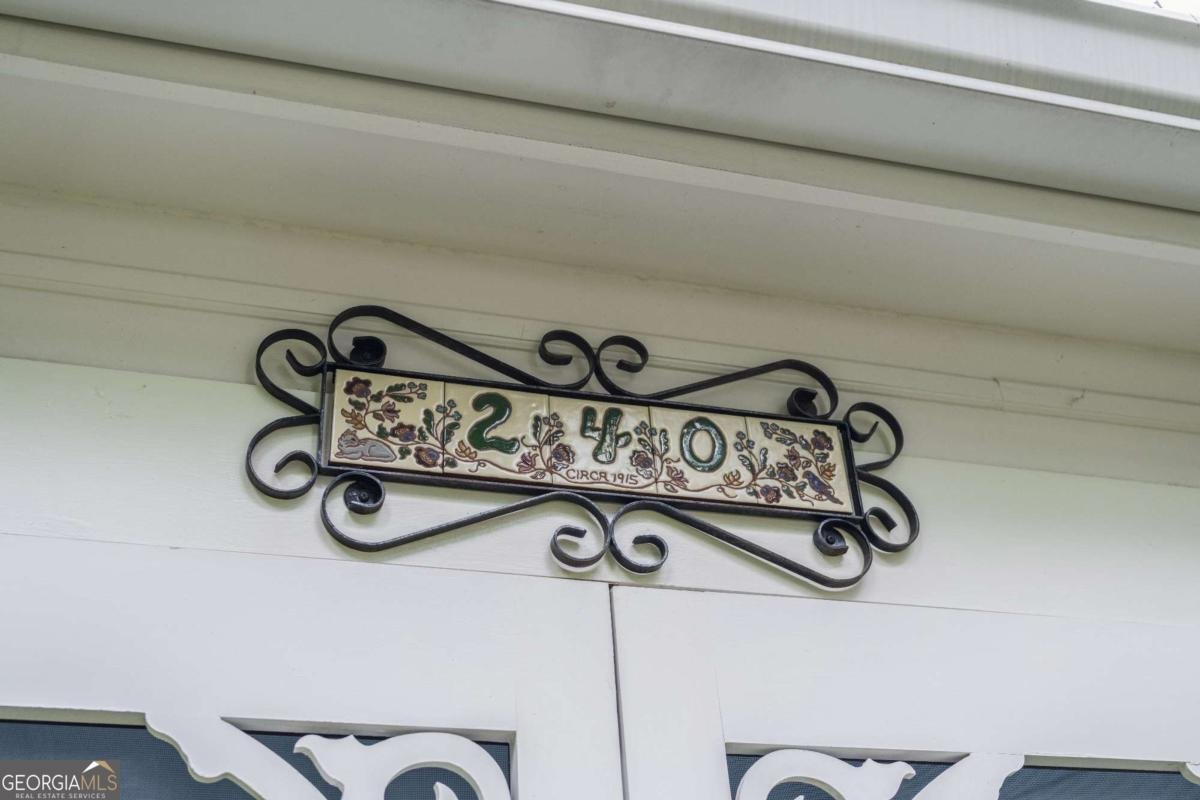 240
CIRCA 1915
GEORGIAMLS
REAL ESTATE SERVICES